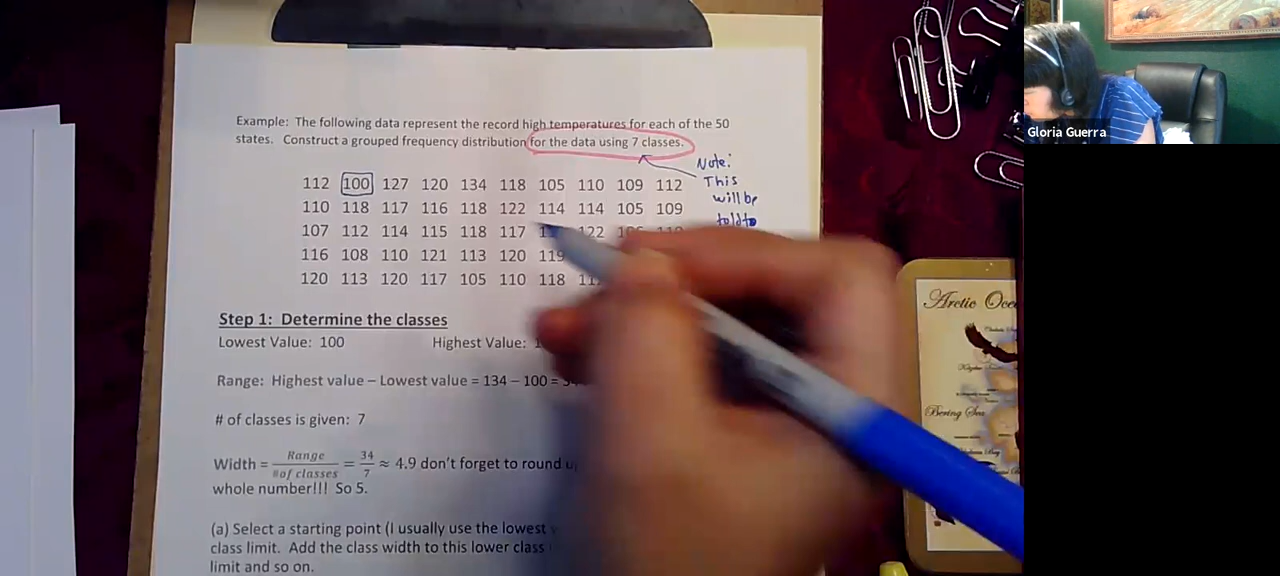 Example: The following data represent the record high temperatures for each of the 50
states. Construct a grouped frequency distribution for the data using 7 classes.
Note:
This
will be
told to
112 100 127 120 134 118 105 110 109 112
110 118 117 116 118 122 114 114 105 109
107 112 114 115 118 117 122
116 108 110 121 113 120 119
120 113 120 117 105 110 118
Step 1: Determine the classes
Lowest Value: 100 Highest Value:
Range: Highest value – Lowest value = 134 – 100 =
# of classes is given: 7
Width = Range / #of classes = 34 / 7 ≈ 4.9 don't forget to round
whole number!!! So 5.
(a) Select a starting point (I usually use the lowest
class limit. Add the class width to this lower class
limit and so on.
Gloria Guerra
Arctic
Bering Sea